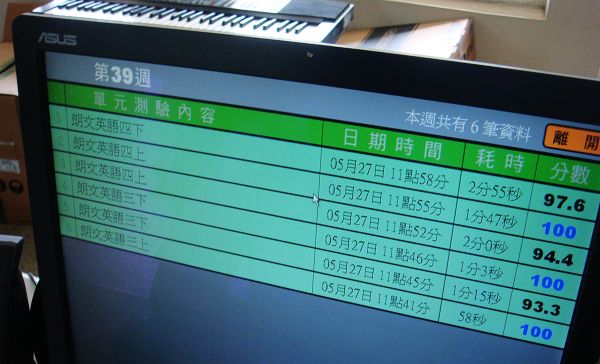 ASUS
第39週
本週共有6筆資料
離開
單元測驗內容 日期時間 耗時 分數
1 朗文英語四下 05月27日 11點58分 2分55秒 97.6
2 朗文英語四上 05月27日 11點55分 1分47秒 100
3 朗文英語四上 05月27日 11點52分 2分0秒 94.4
4 朗文英語三下 05月27日 11點46分 1分3秒 100
5 朗文英語三下 05月27日 11點45分 1分15秒 93.3
6 朗文英語三上 05月27日 11點41分 58秒 100